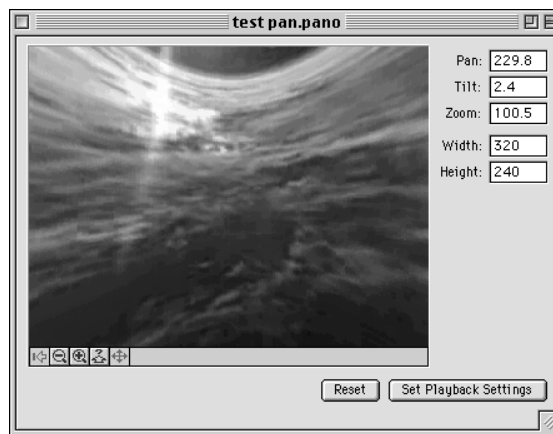 test pan.pano
Pan: 229.8
Tilt: 2.4
Zoom: 100.5
Width: 320
Height: 240
Reset
Set Playback Settings